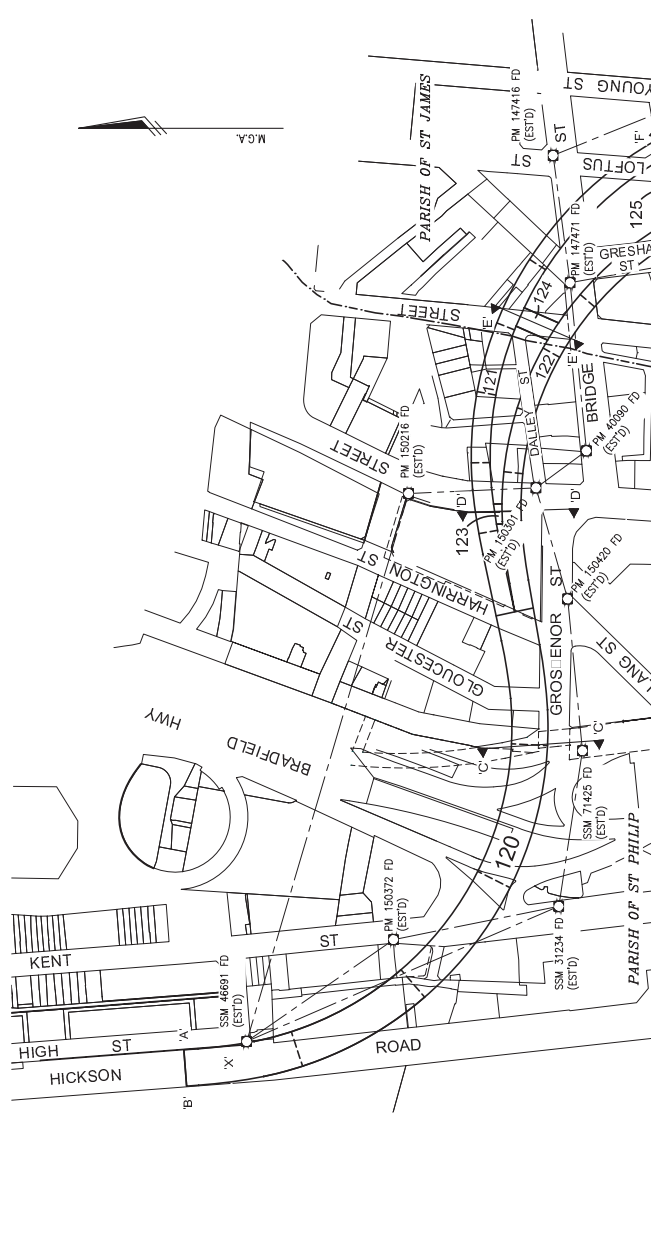 YOUNG ST
PM 147416 FD
(EST'D)
PARISH OF ST JAMES
M.G.A.
ST
ST
'F'
LOFTUS
125
PM 147471 FD
(EST'D)
GRESHA
ST
124
STREET
'E'
'E'
122
121
DALLEY ST
BRIDGE
PM 40090 FD
(EST'D)
STREET
PM 150216 FD
(EST'D)
'D'
'D'
123
PM 150301 FD
(EST'D)
PM 150420 FD
(EST'D)
HARRINGTON ST
GLOUCESTER ST
GROS□ENOR ST
LANG ST
BRADFIELD HWY
'C'
'C'
SSM 71425 FD
(EST'D)
120
PARISH OF ST PHILIP
PM 150372 FD
(EST'D)
KENT ST
SSM 31234 FD
(EST'D)
SSM 46691 FD
(EST'D)
'A'
HIGH ST
'X'
HICKSON ROAD
'B'